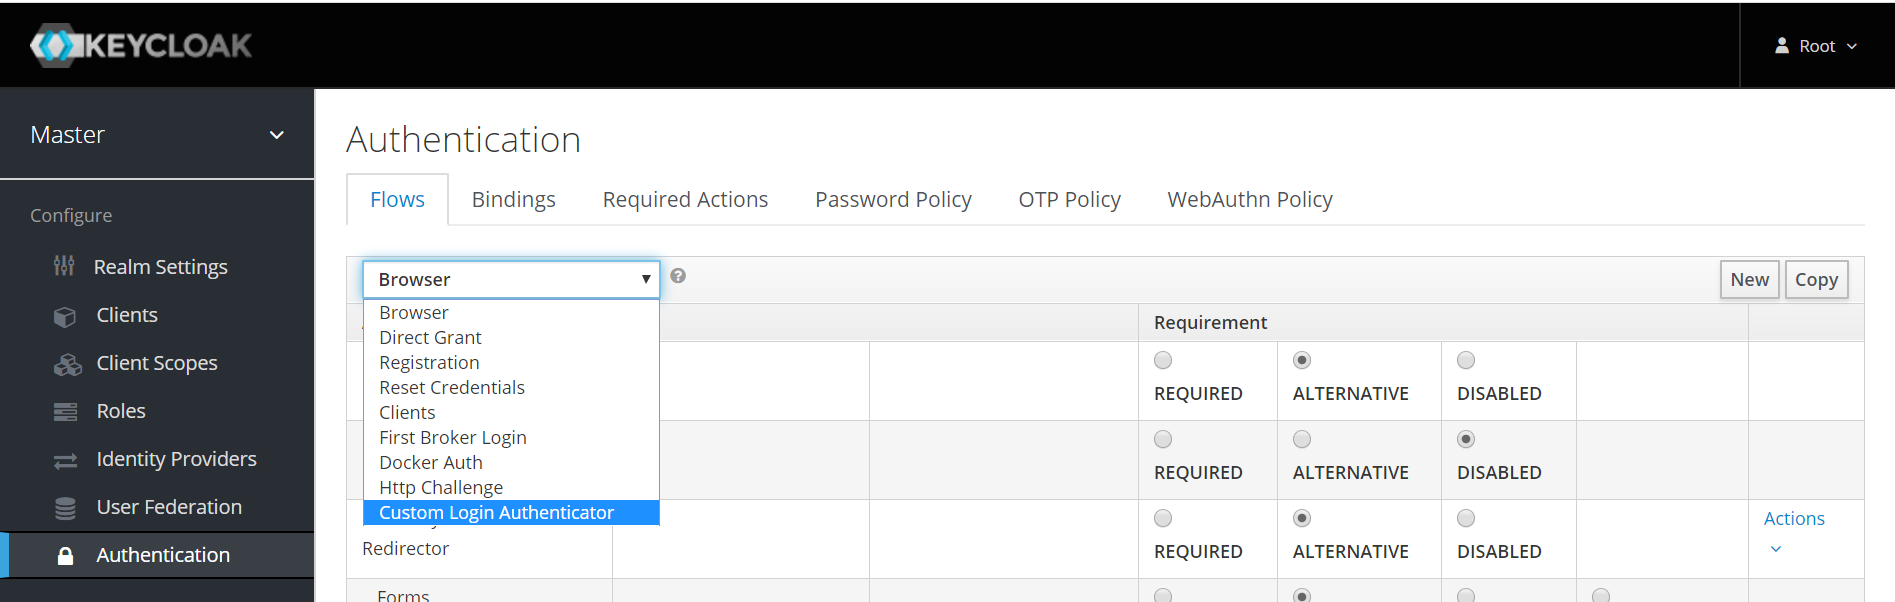 KEYCLOAK
Root
Master
Configure
Realm Settings
Clients
Client Scopes
Roles
Identity Providers
User Federation
Authentication
Authentication
Flows Bindings Required Actions Password Policy OTP Policy WebAuthn Policy
Browser
New Copy
Browser
Direct Grant
Registration
Reset Credentials
Clients
First Broker Login
Docker Auth
Http Challenge
Custom Login Authenticator
Requirement
REQUIRED ALTERNATIVE DISABLED
REQUIRED ALTERNATIVE DISABLED
Redirector
REQUIRED ALTERNATIVE DISABLED
Actions
Forms